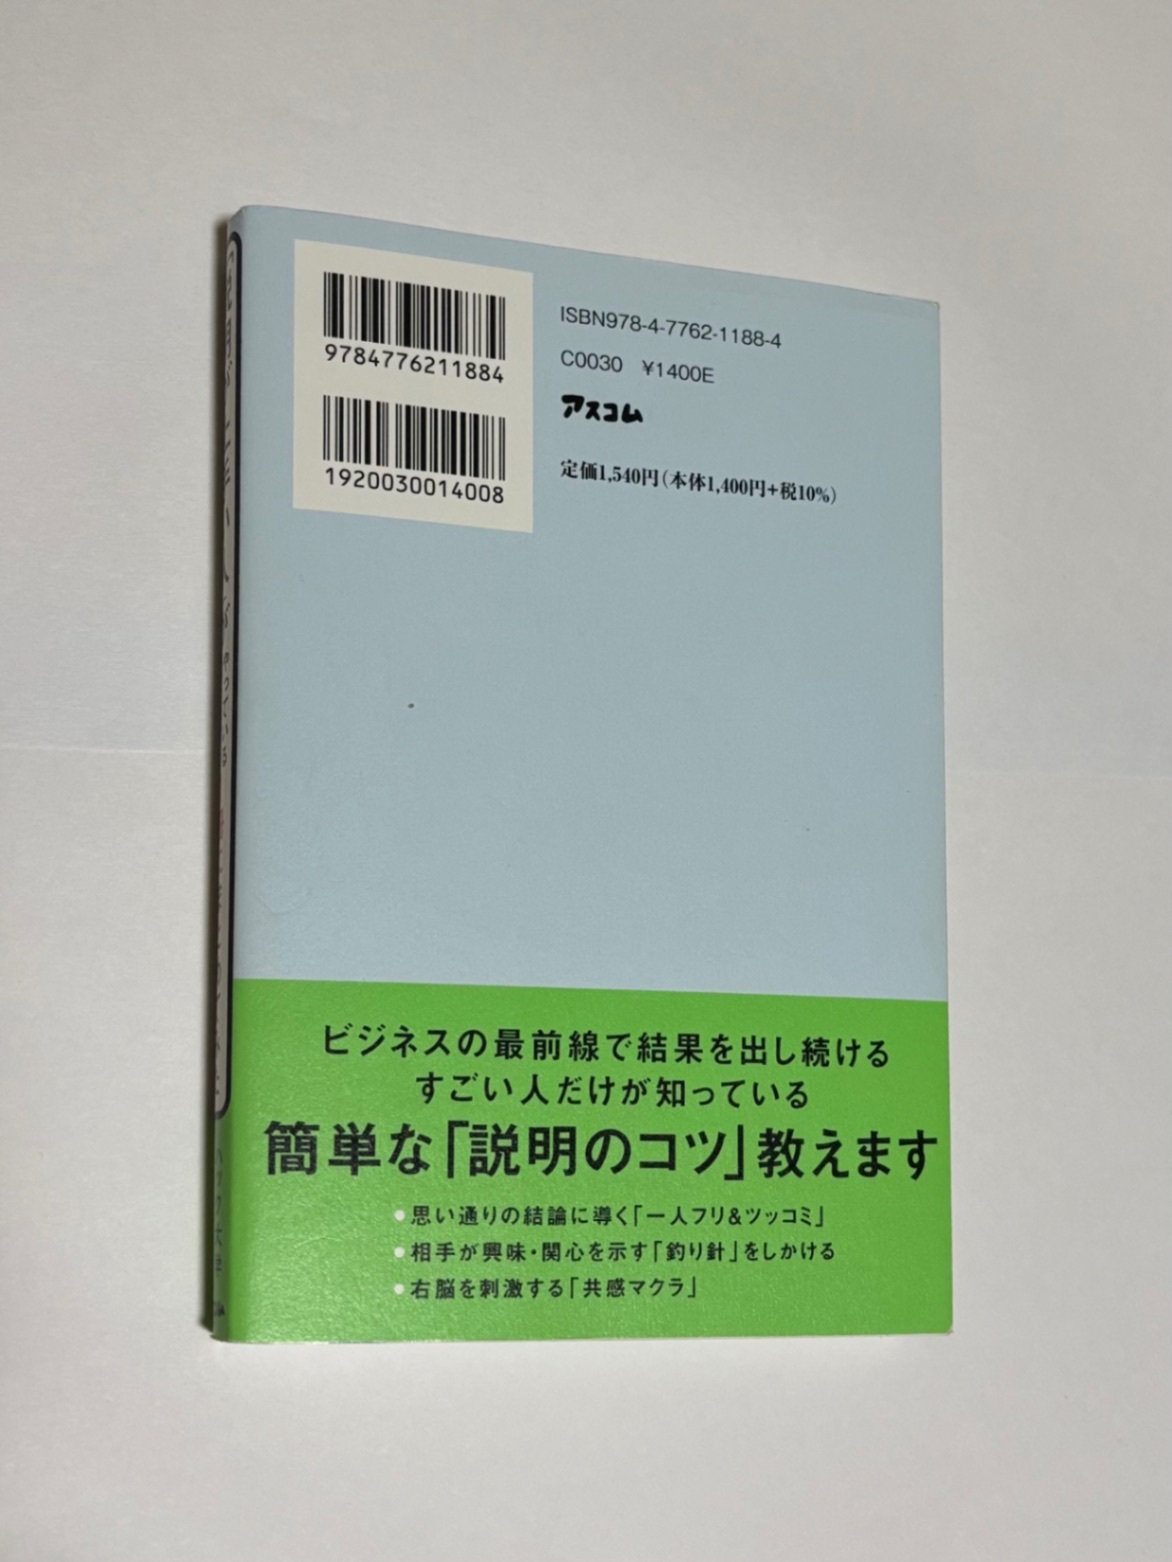 9784776211884
1920030014008
ISBN978-4-7762-1188-4
C0030 ¥1400E
アスコム
定価1,540円(本体1,400円+税10%)
ビジネスの最前線で結果を出し続ける
すごい人だけが知っている
簡単な「説明のコツ」教えます
●思い通りの結論に導く「一人フリ&ツッコミ」
●相手が興味・関心を示す「釣り針」をしかける
●右脳を刺激する「共感マクラ」